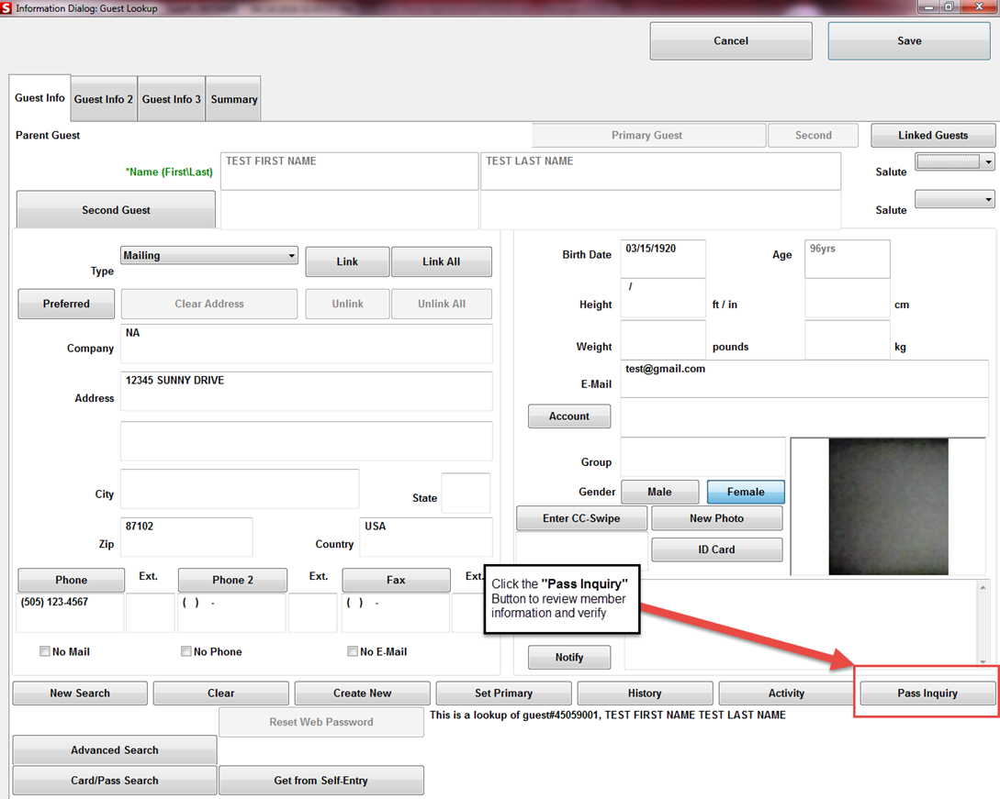 S Information Dialog: Guest Lookup
Cancel Save
Guest Info Guest Info 2 Guest Info 3 Summary
Parent Guest Primary Guest Second Linked Guests
*Name (First\Last) TEST FIRST NAME TEST LAST NAME Salute
Second Guest Salute
Type Mailing Link Link All
Preferred Clear Address Unlink Unlink All
Company NA
Address 12345 SUNNY DRIVE
City State
Zip 87102 Country USA
Phone Ext. Phone 2 Ext. Fax Ext.
(505) 123-4567 ( ) - ( ) -
No Mail No Phone No E-Mail
Birth Date 03/15/1920 Age 96yrs
Height / ft / in cm
Weight pounds kg
E-Mail test@gmail.com
Account
Group
Gender Male Female
Enter CC-Swipe New Photo
ID Card
Click the "Pass Inquiry"
Button to review member
information and verify
Notify
New Search Clear Create New Set Primary History Activity Pass Inquiry
Reset Web Password This is a lookup of guest#45059001, TEST FIRST NAME TEST LAST NAME
Advanced Search
Card/Pass Search Get from Self-Entry